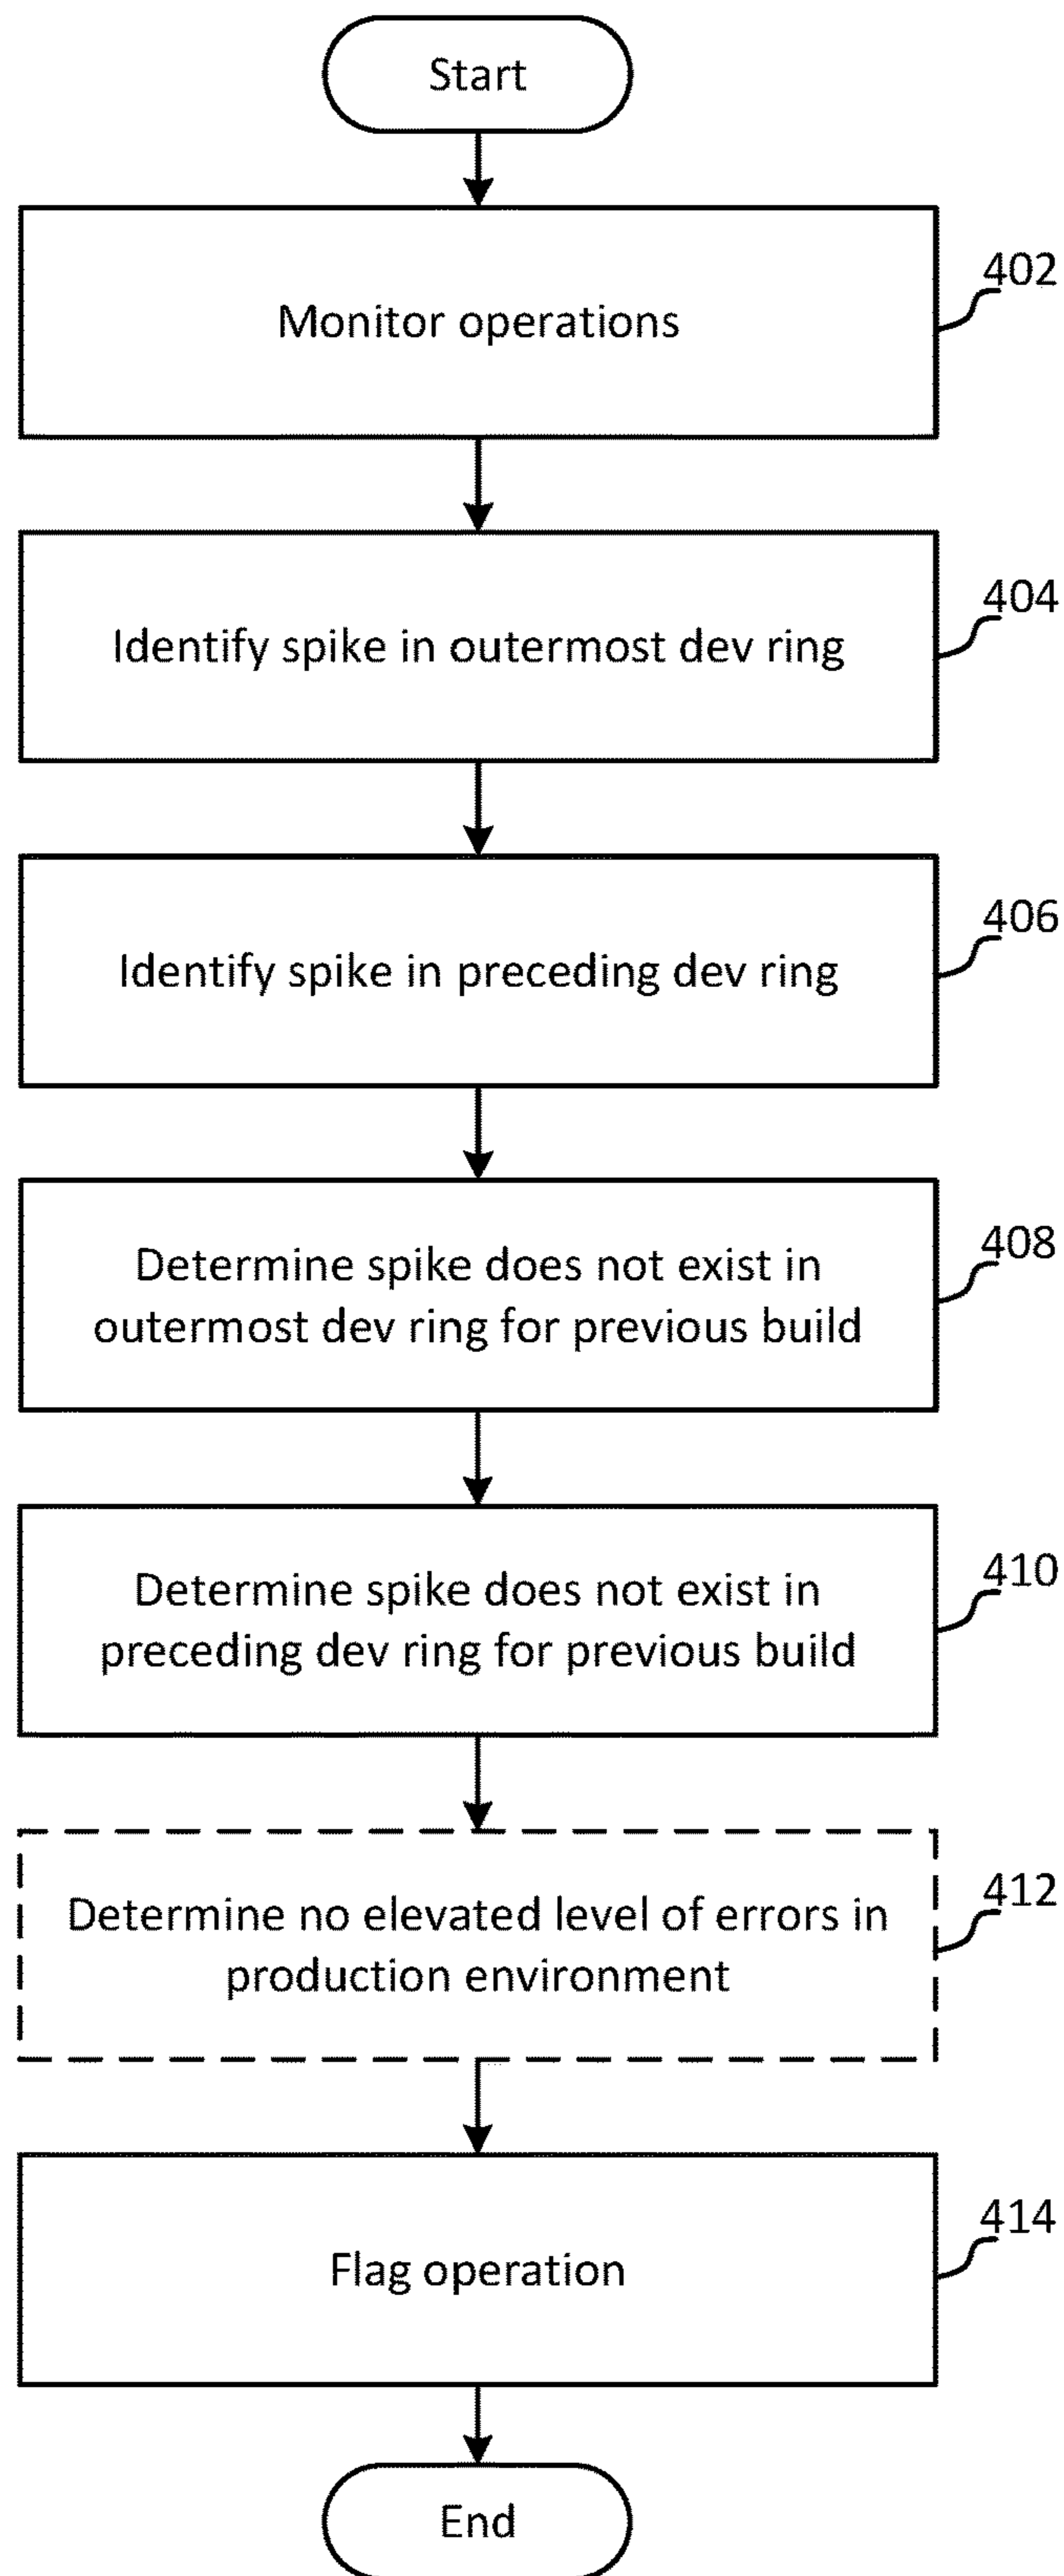 Start
Monitor operations
402
Identify spike in outermost dev ring
404
Identify spike in preceding dev ring
406
Determine spike does not exist in
outermost dev ring for previous build
408
Determine spike does not exist in
preceding dev ring for previous build
410
Determine no elevated level of errors in
production environment
412
Flag operation
414
End